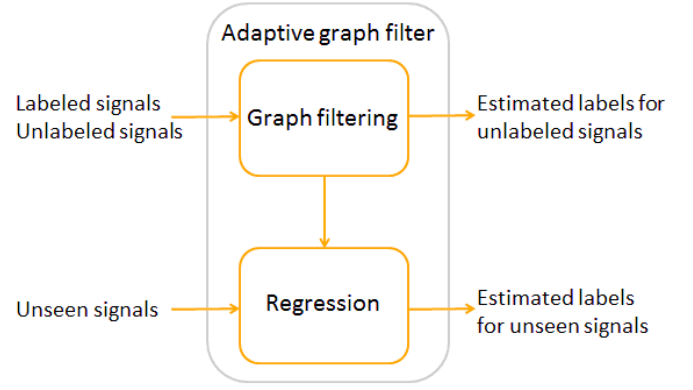 Adaptive graph filter
Labeled signals
Unlabeled signals
Graph filtering
Estimated labels for
unlabeled signals
Unseen signals
Regression
Estimated labels
for unseen signals